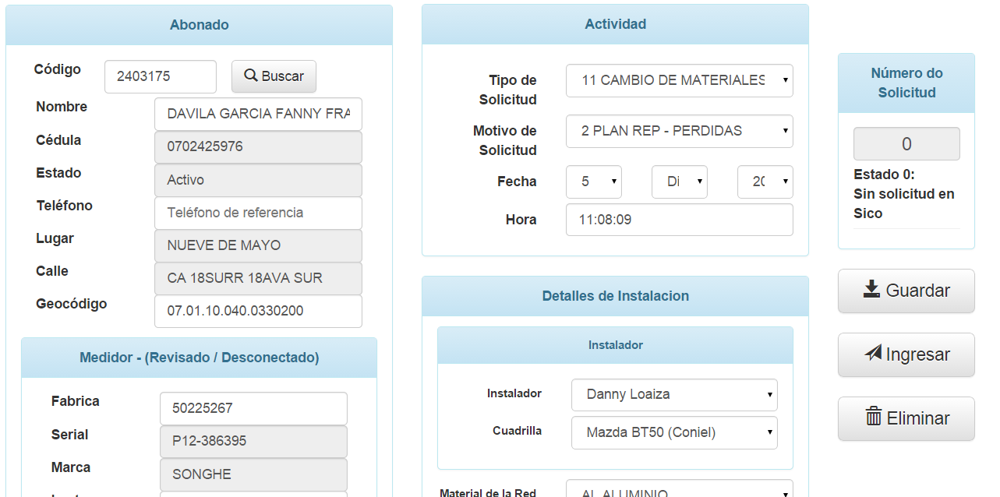 Abonado
Código
2403175
Buscar
Nombre
DAVILA GARCIA FANNY FRA
Cédula
0702425976
Estado
Activo
Teléfono
Teléfono de referencia
Lugar
NUEVE DE MAYO
Calle
CA 18SURR 18AVA SUR
Geocódigo
07.01.10.040.0330200
Medidor - (Revisado / Desconectado)
Fabrica
50225267
Serial
P12-386395
Marca
SONGHE
Actividad
Tipo de
Solicitud
11 CAMBIO DE MATERIALES
Motivo de
Solicitud
2 PLAN REP - PERDIDAS
Fecha
5
Di
20
Hora
11:08:09
Detalles de Instalacion
Instalador
Instalador
Danny Loaiza
Cuadrilla
Mazda BT50 (Coniel)
Material de la Red
AL ALUMINIO
Número do
Solicitud
0
Estado 0:
Sin solicitud en
Sico
Guardar
Ingresar
Eliminar